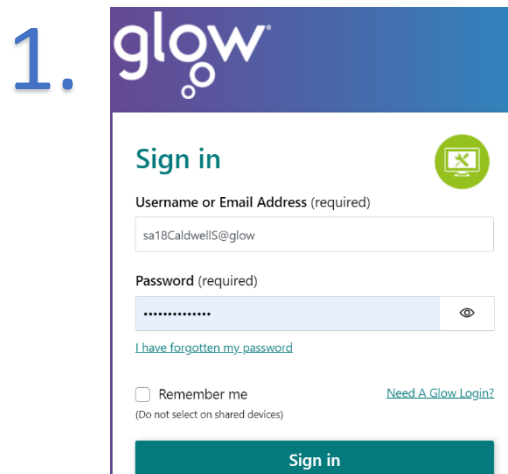 1.
glow
Sign in
Username or Email Address (required)
sa18CaldwellS@glow
Password (required)
••••••••••••••
I have forgotten my password
Remember me
Need A Glow Login?
(Do not select on shared devices)
Sign in